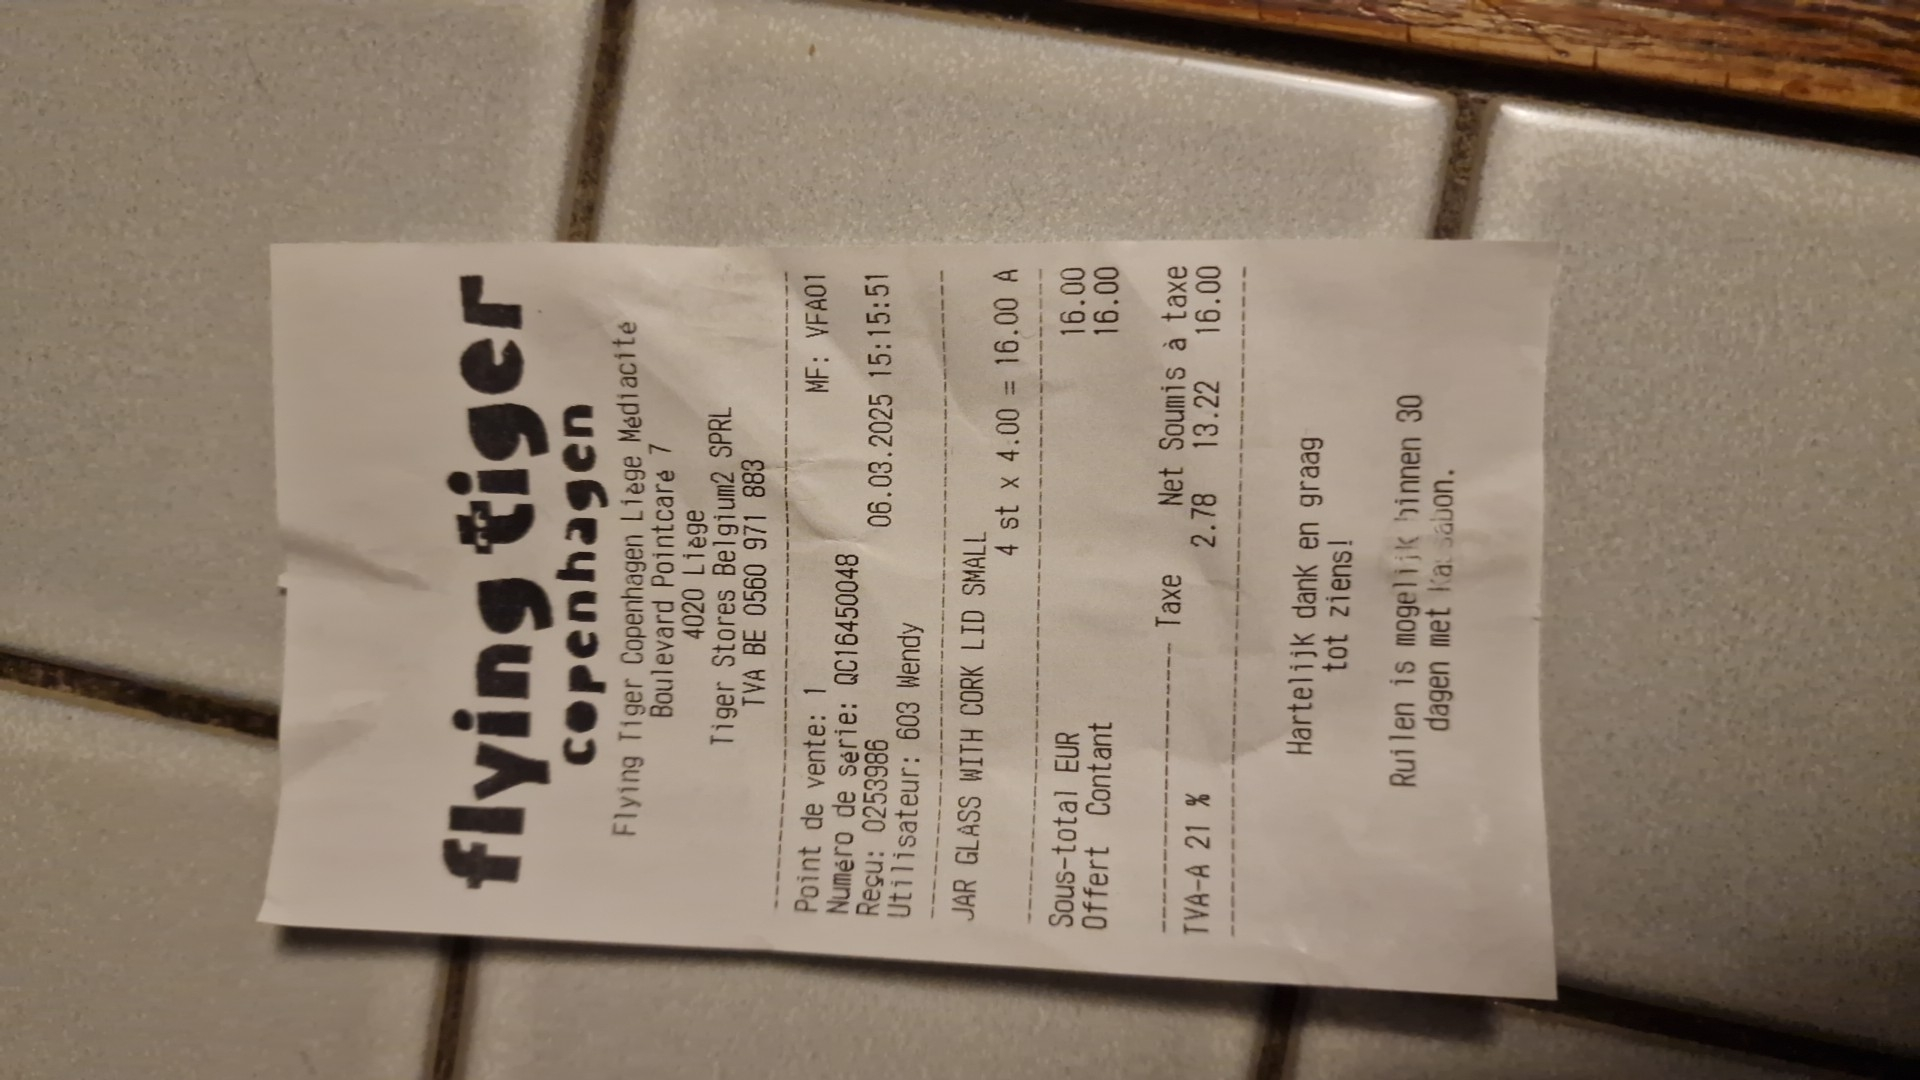 flying tiger
copenhagen
Flying Tiger Copenhagen Liège Médiacité
Boulevard Pointcaré 7
4020 Liège
Tiger Stores Belgium2 SPRL
TVA BE 0560 971 883
Point de vente: 1 MF: VFA01
Numéro de série: QC16450048
Reçu: 0253986 06.03.2025 15:15:51
Utilisateur: 603 Wendy
JAR GLASS WITH CORK LID SMALL
4 st x 4.00 = 16.00 A
Sous-total EUR 16.00
Offert Contant 16.00
Taxe Net Soumis à taxe
TVA-A 21 % 2.78 13.22 16.00
Hartelijk dank en graag
tot ziens!
Ruilen is mogelijk binnen 30
dagen met